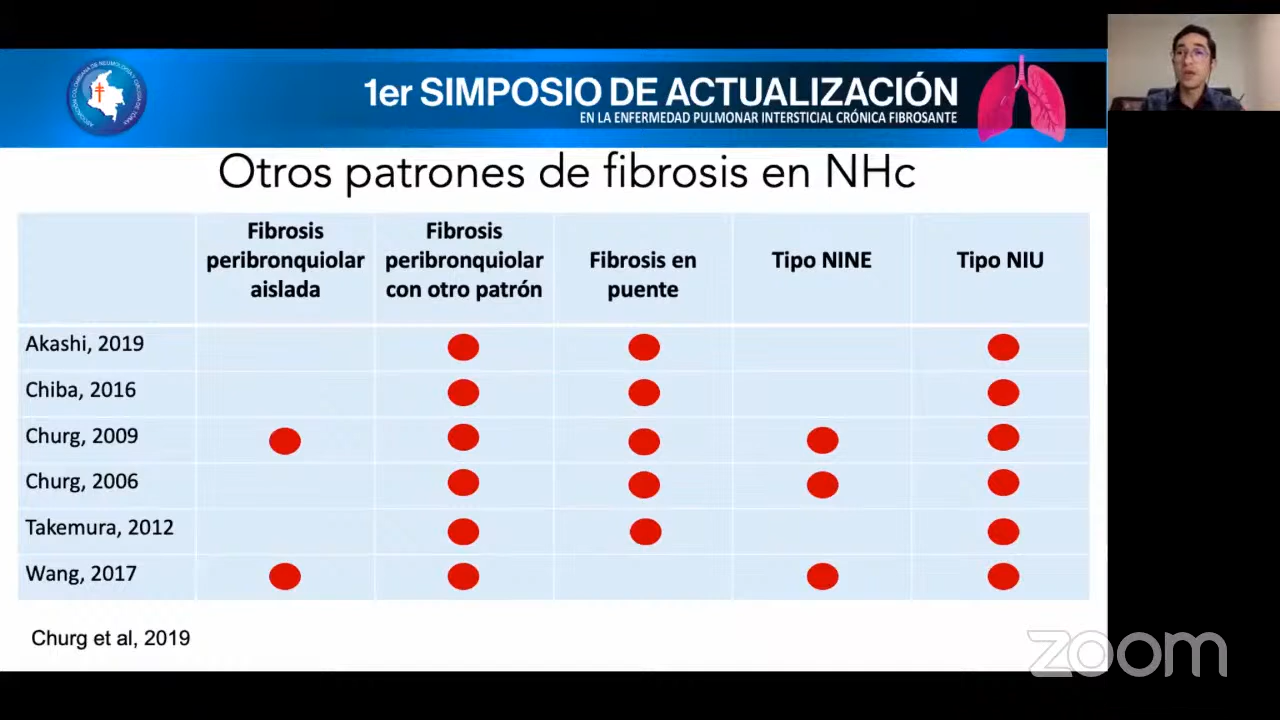 1er SIMPOSIO DE ACTUALIZACIÓN
EN LA ENFERMEDAD PULMONAR INTERSTICIAL CRÓNICA FIBROSANTE
Otros patrones de fibrosis en NHc
Fibrosis peribronquiolar aislada
Fibrosis peribronquiolar con otro patrón
Fibrosis en puente
Tipo NINE
Tipo NIU
Akashi, 2019
Chiba, 2016
Churg, 2009
Churg, 2006
Takemura, 2012
Wang, 2017
Churg et al, 2019
zoom